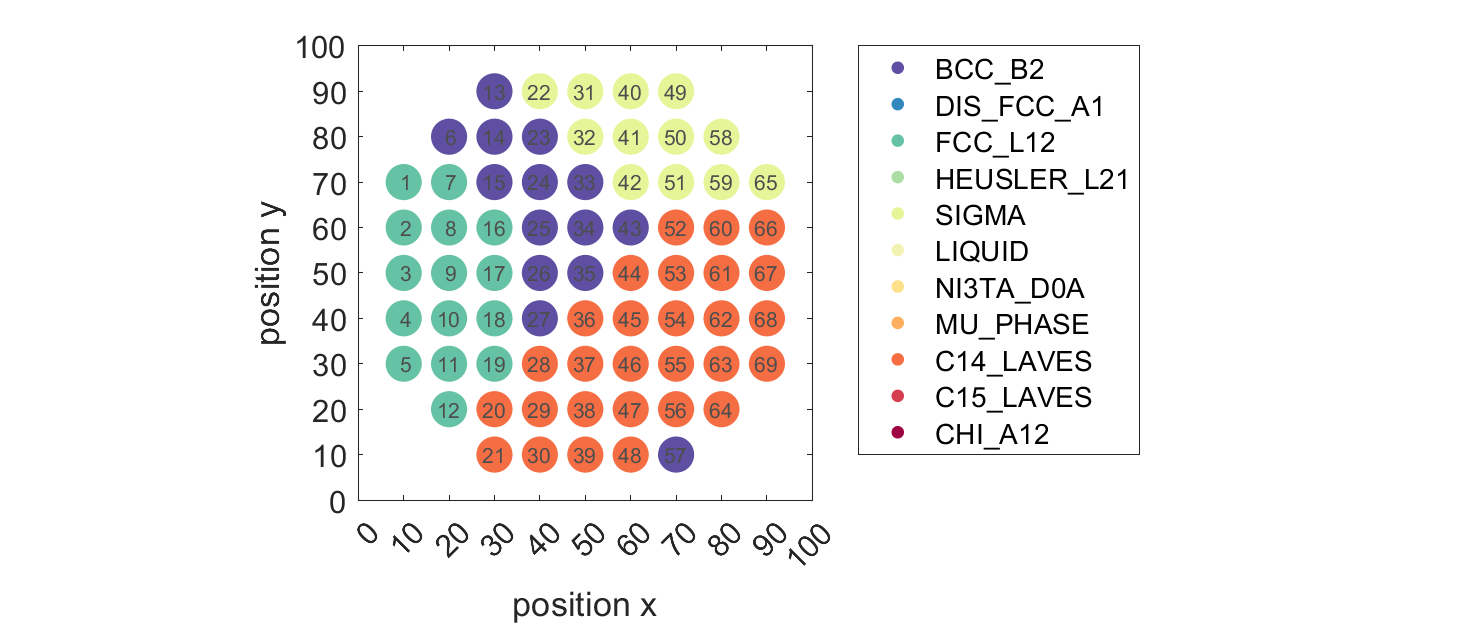 100
90
80
70
60
50
40
30
20
10
0
13 22 31 40 49
6 14 23 32 41 50 58
1 7 15 24 33 42 51 59 65
2 8 16 25 34 43 52 60 66
3 9 17 26 35 44 53 61 67
4 10 18 27 36 45 54 62 68
5 11 19 28 37 46 55 63 69
12 20 29 38 47 56 64
21 30 39 48 57
0 10 20 30 40 50 60 70 80 90 100
position x
position y
BCC_B2
DIS_FCC_A1
FCC_L12
HEUSLER_L21
SIGMA
LIQUID
NI3TA_D0A
MU_PHASE
C14_LAVES
C15_LAVES
CHI_A12